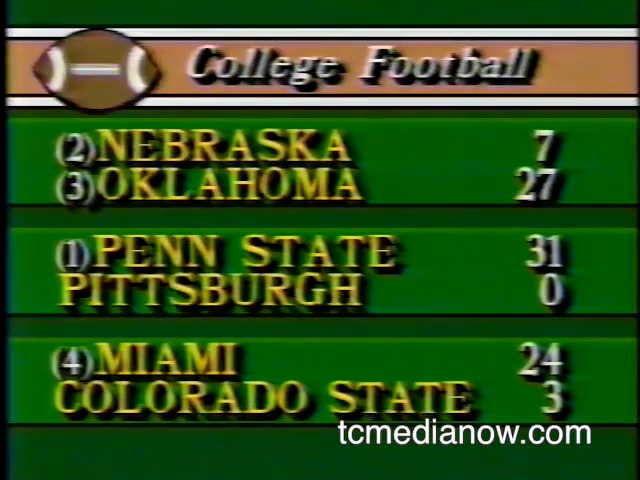 College Football
(2)NEBRASKA 7
(3)OKLAHOMA 27
(1)PENN STATE 31
PITTSBURGH 0
(4)MIAMI 24
COLORADO STATE 3
tcmedianow.com